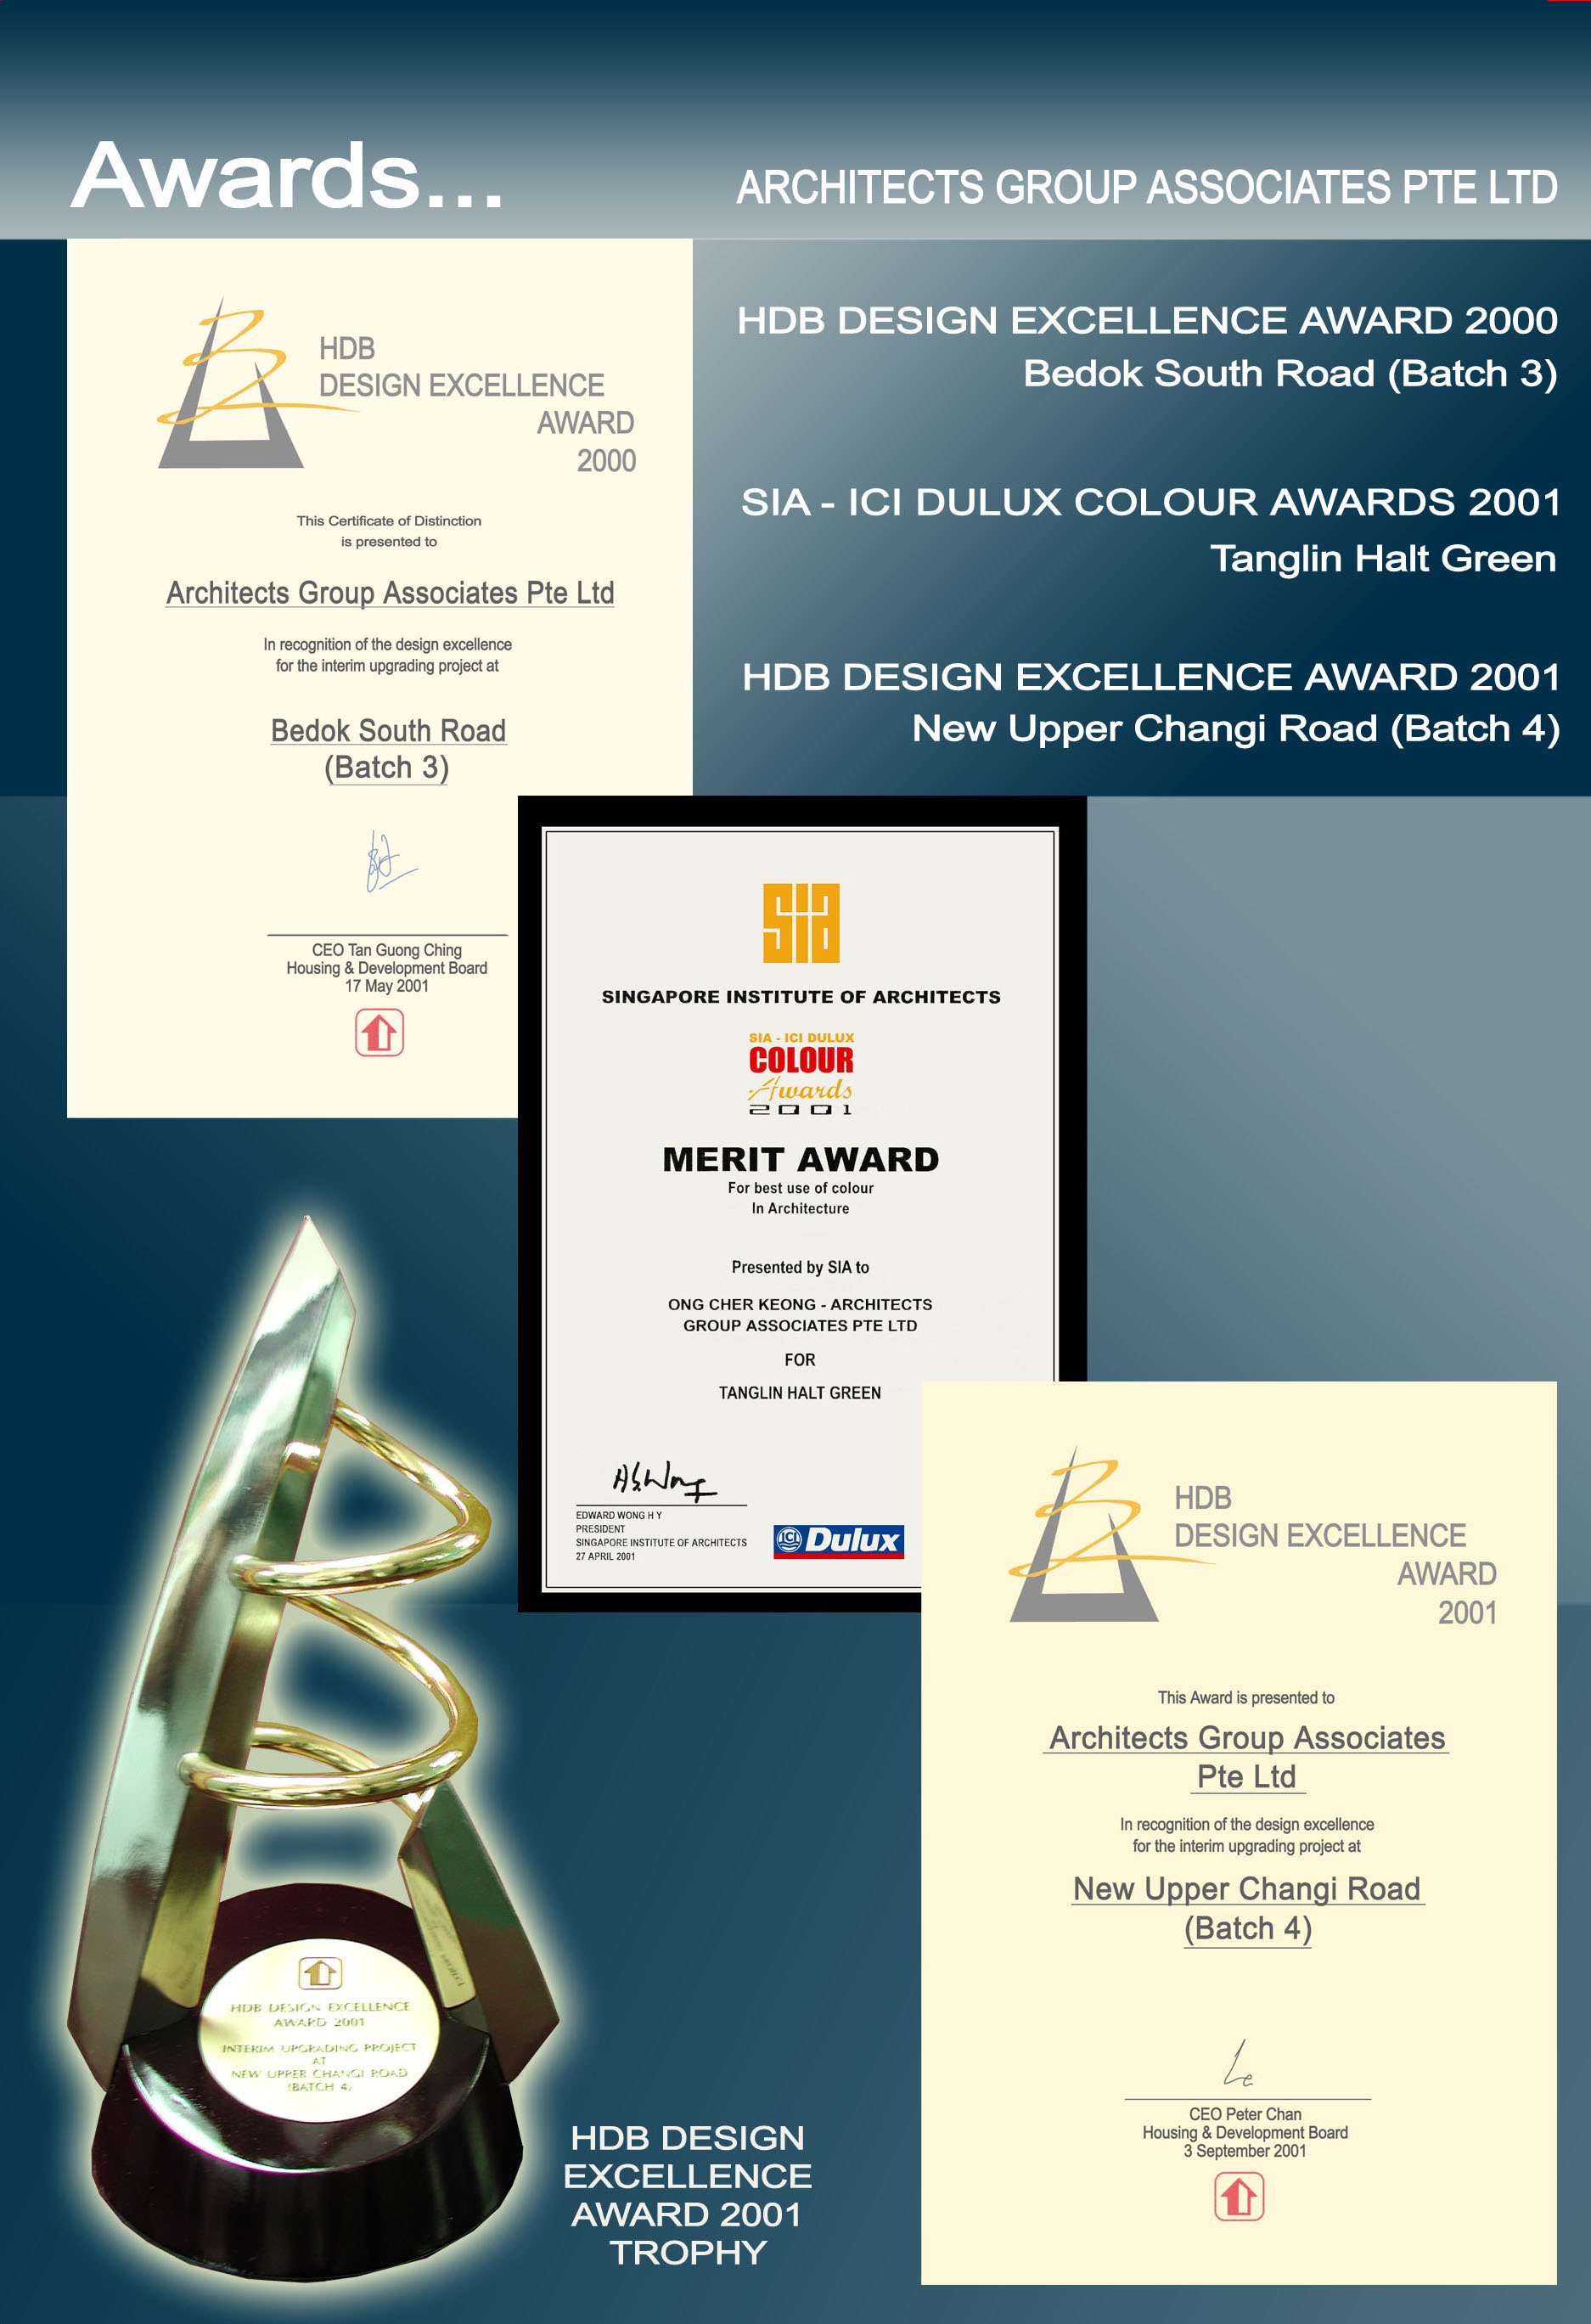 Awards...
ARCHITECTS GROUP ASSOCIATES PTE LTD
HDB DESIGN EXCELLENCE AWARD 2000
Bedok South Road (Batch 3)
SIA - ICI DULUX COLOUR AWARDS 2001
Tanglin Halt Green
HDB DESIGN EXCELLENCE AWARD 2001
New Upper Changi Road (Batch 4)
HDB
DESIGN EXCELLENCE
AWARD
2000
This Certificate of Distinction
is presented to
Architects Group Associates Pte Ltd
In recognition of the design excellence
for the interim upgrading project at
Bedok South Road
(Batch 3)
CEO Tan Guong Ching
Housing & Development Board
17 May 2001
sia
SINGAPORE INSTITUTE OF ARCHITECTS
SIA - ICI DULUX
COLOUR
Awards
2001
MERIT AWARD
For best use of colour
In Architecture
Presented by SIA to
ONG CHER KEONG - ARCHITECTS
GROUP ASSOCIATES PTE LTD
FOR
TANGLIN HALT GREEN
EDWARD WONG H Y
PRESIDENT
SINGAPORE INSTITUTE OF ARCHITECTS
27 APRIL 2001
ICI Dulux
HDB
DESIGN EXCELLENCE
AWARD
2001
This Award is presented to
Architects Group Associates
Pte Ltd
In recognition of the design excellence
for the interim upgrading project at
New Upper Changi Road
(Batch 4)
CEO Peter Chan
Housing & Development Board
3 September 2001
HDB DESIGN EXCELLENCE
AWARD 2001
INTERIM UPGRADING PROJECT
AT
NEW UPPER CHANGI ROAD
(BATCH 4)
HDB DESIGN
EXCELLENCE
AWARD 2001
TROPHY